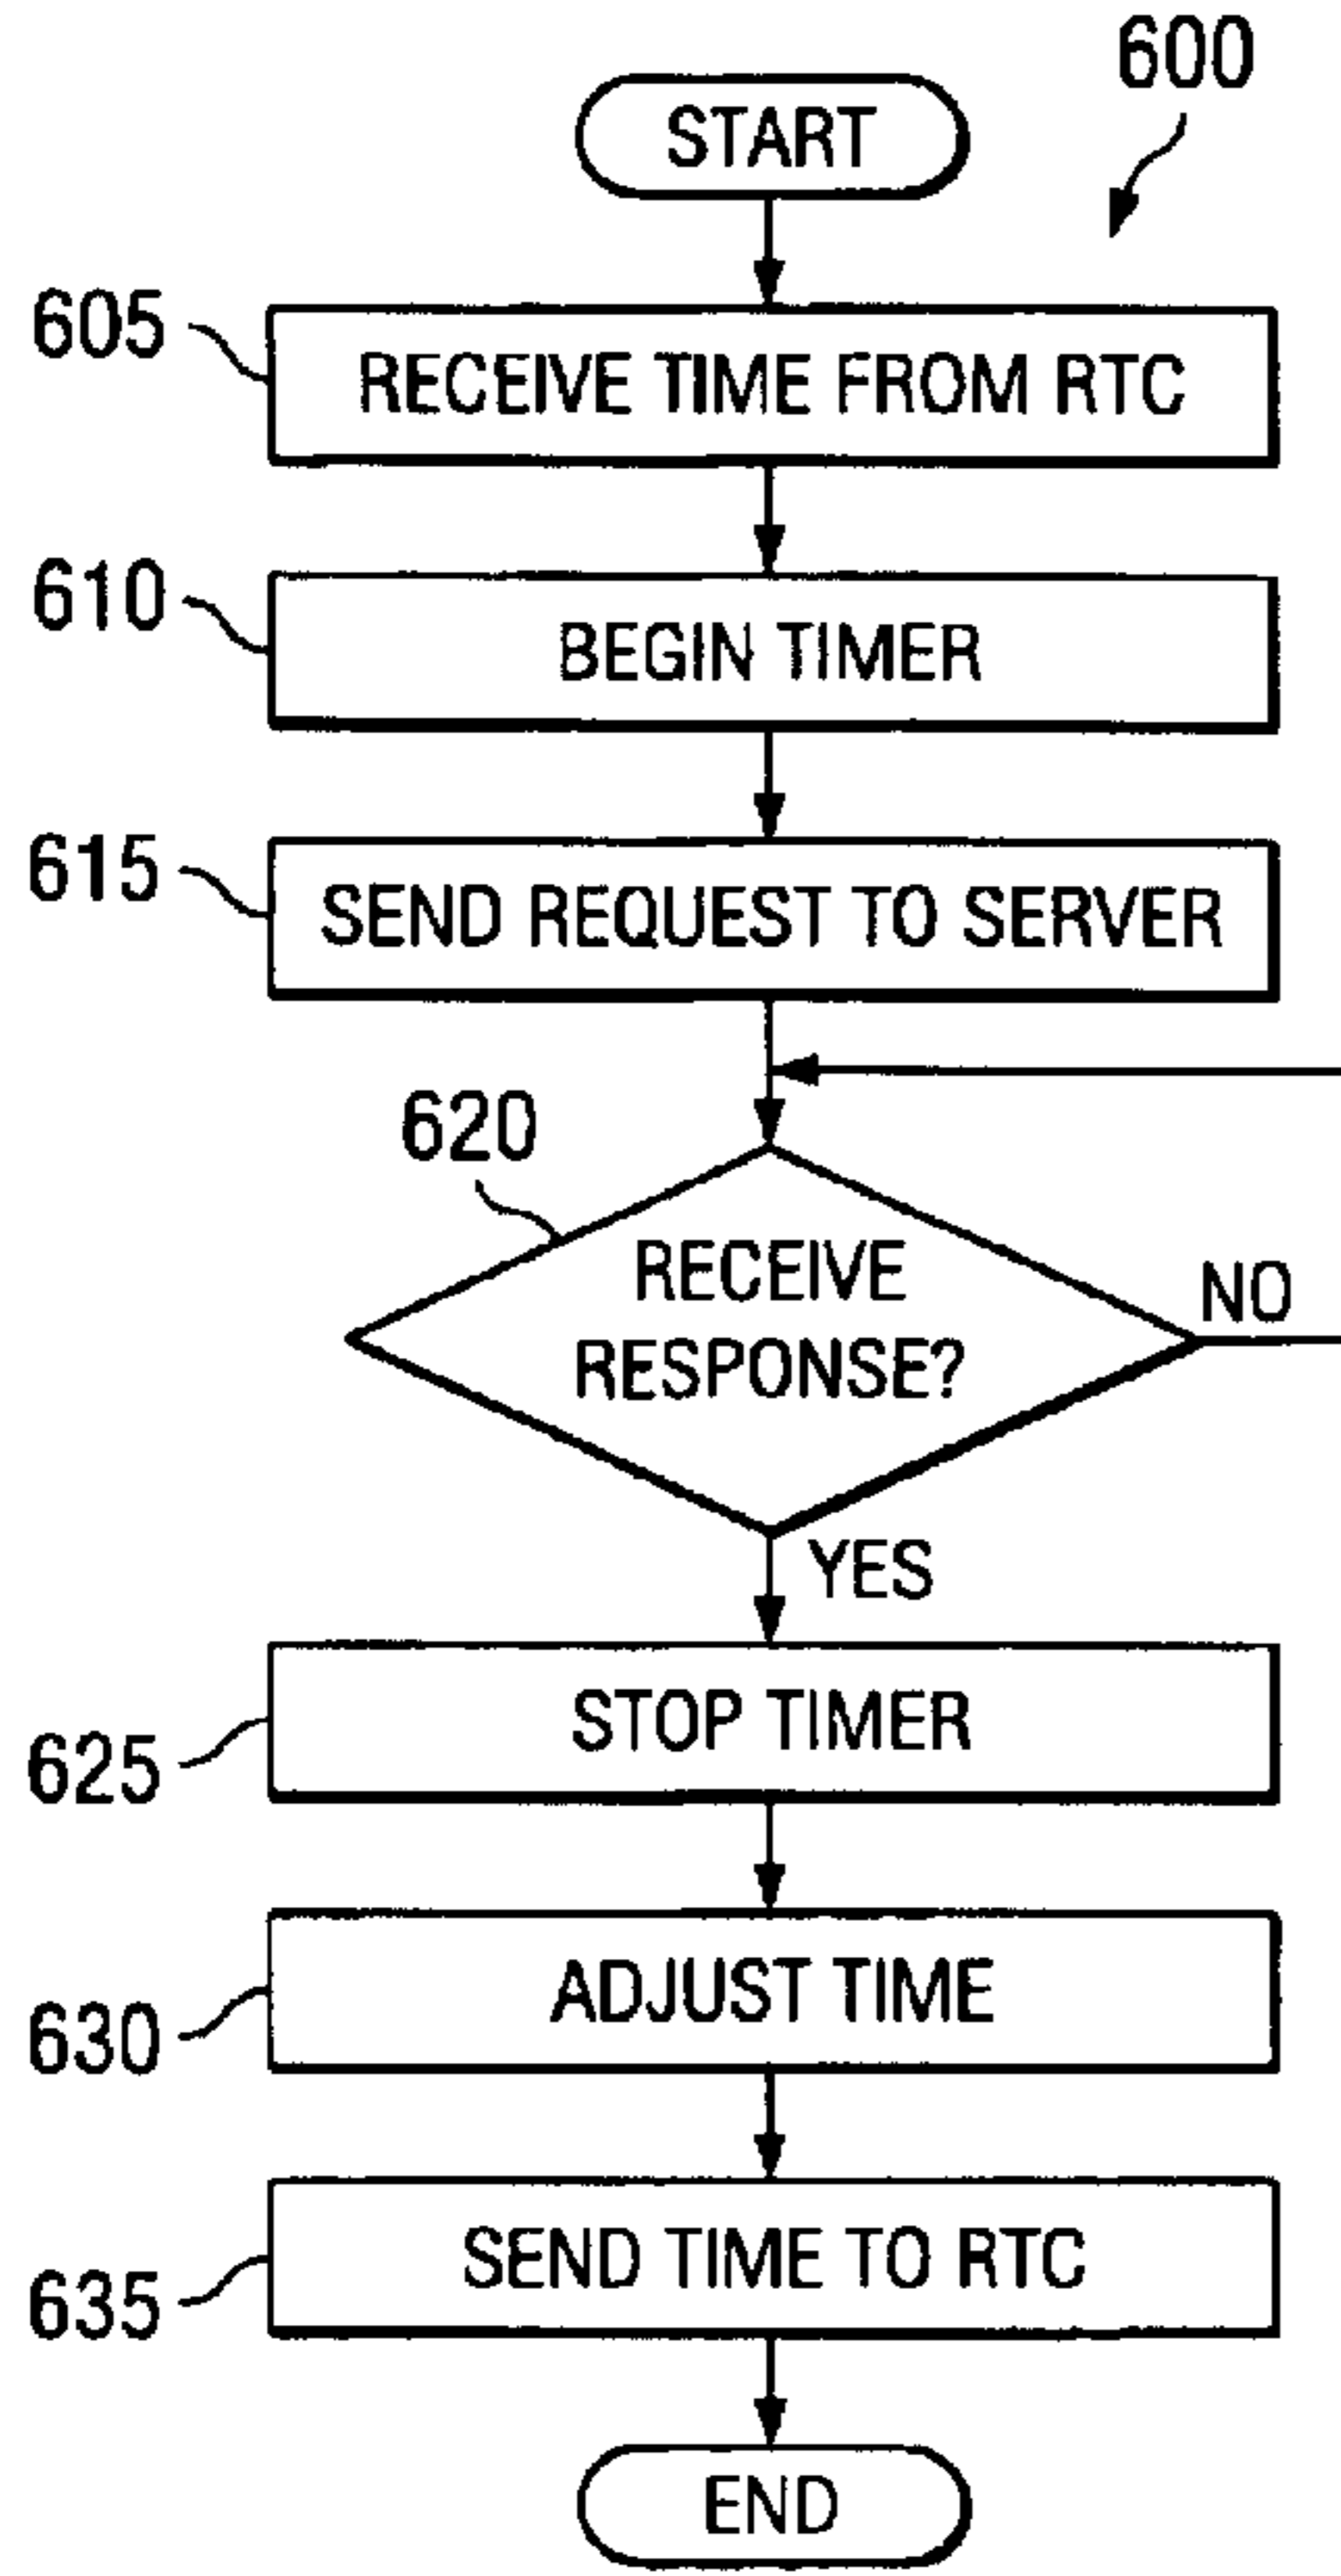 600
START
605
RECEIVE TIME FROM RTC
610
BEGIN TIMER
615
SEND REQUEST TO SERVER
620
RECEIVE
RESPONSE?
NO
YES
STOP TIMER
625
ADJUST TIME
630
SEND TIME TO RTC
635
END